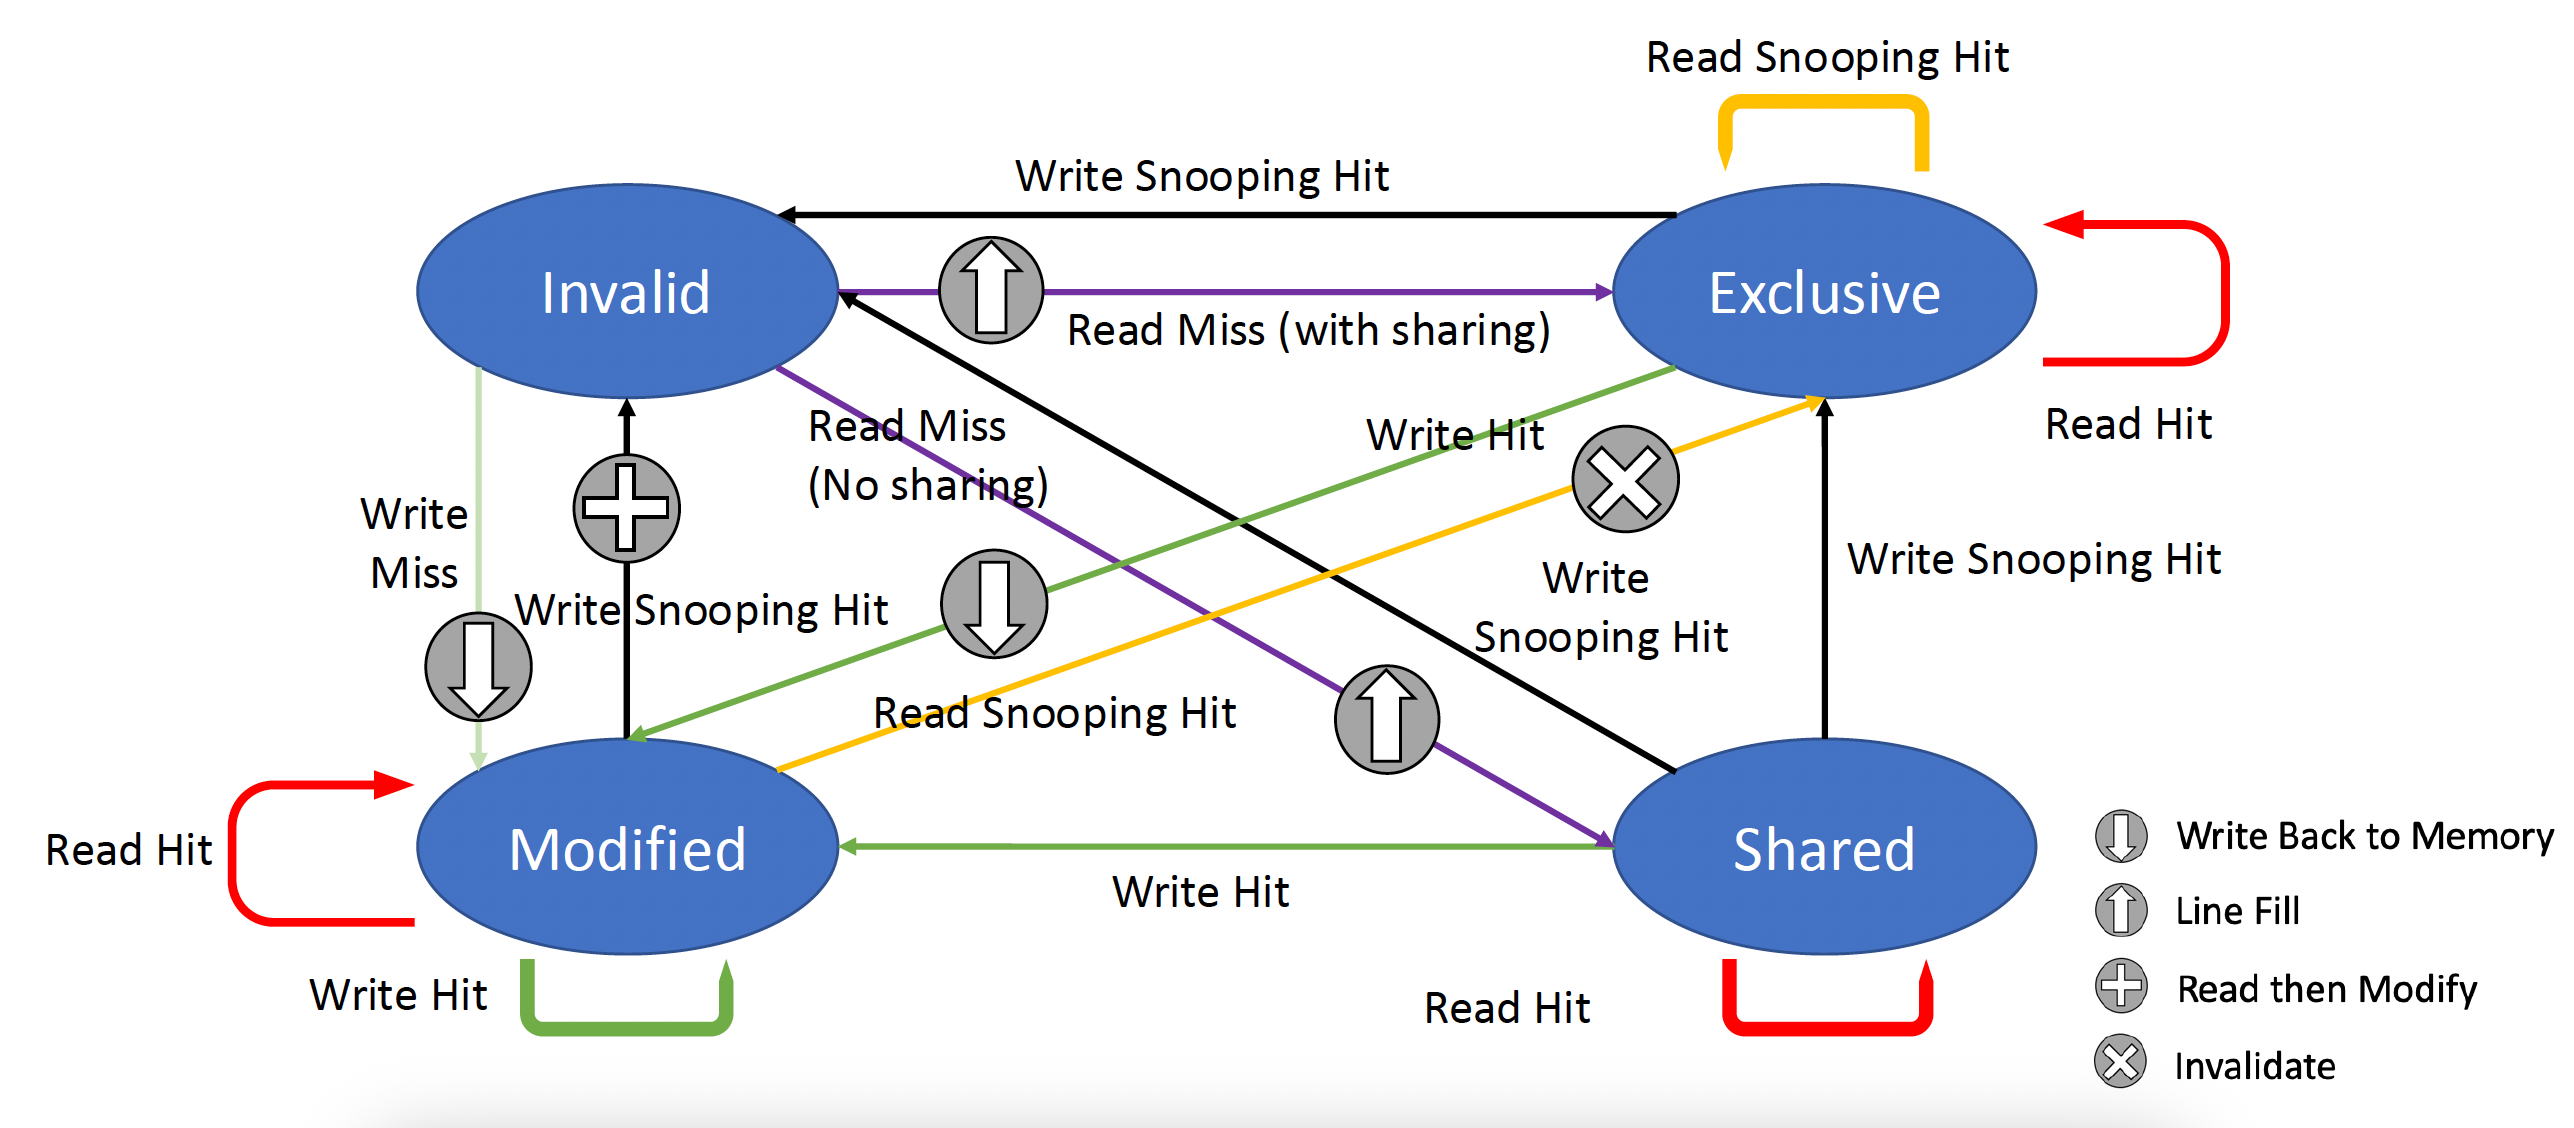 Read Snooping Hit
Write Snooping Hit
Invalid
Exclusive
Read Miss (with sharing)
Read Miss
(No sharing)
Write Hit
Read Hit
Write
Miss
Write Snooping Hit
Write
Snooping Hit
Write Snooping Hit
Read Snooping Hit
Read Hit
Modified
Shared
Write Hit
Write Hit
Read Hit
Write Back to Memory
Line Fill
Read then Modify
Invalidate